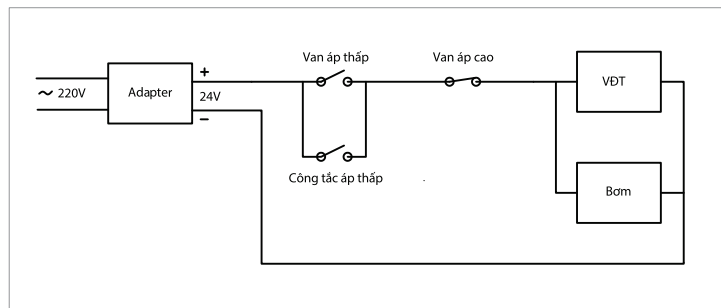 Van áp thấp
Van áp cao
+
~ 220V
Adapter
24V
VĐT
−
Công tắc áp thấp
Bơm